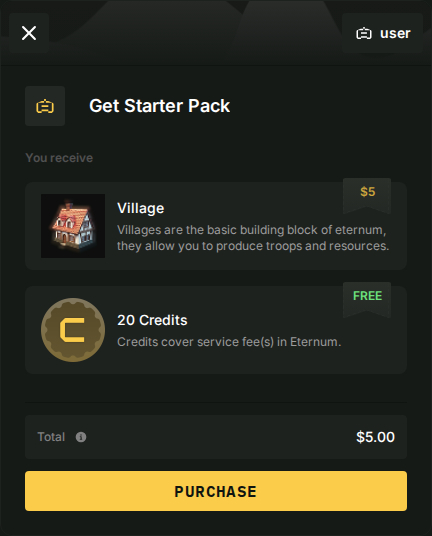 user
Get Starter Pack
You receive
$5
Village
Villages are the basic building block of eternum,
they allow you to produce troops and resources.
FREE
20 Credits
Credits cover service fee(s) in Eternum.
Total
$5.00
PURCHASE